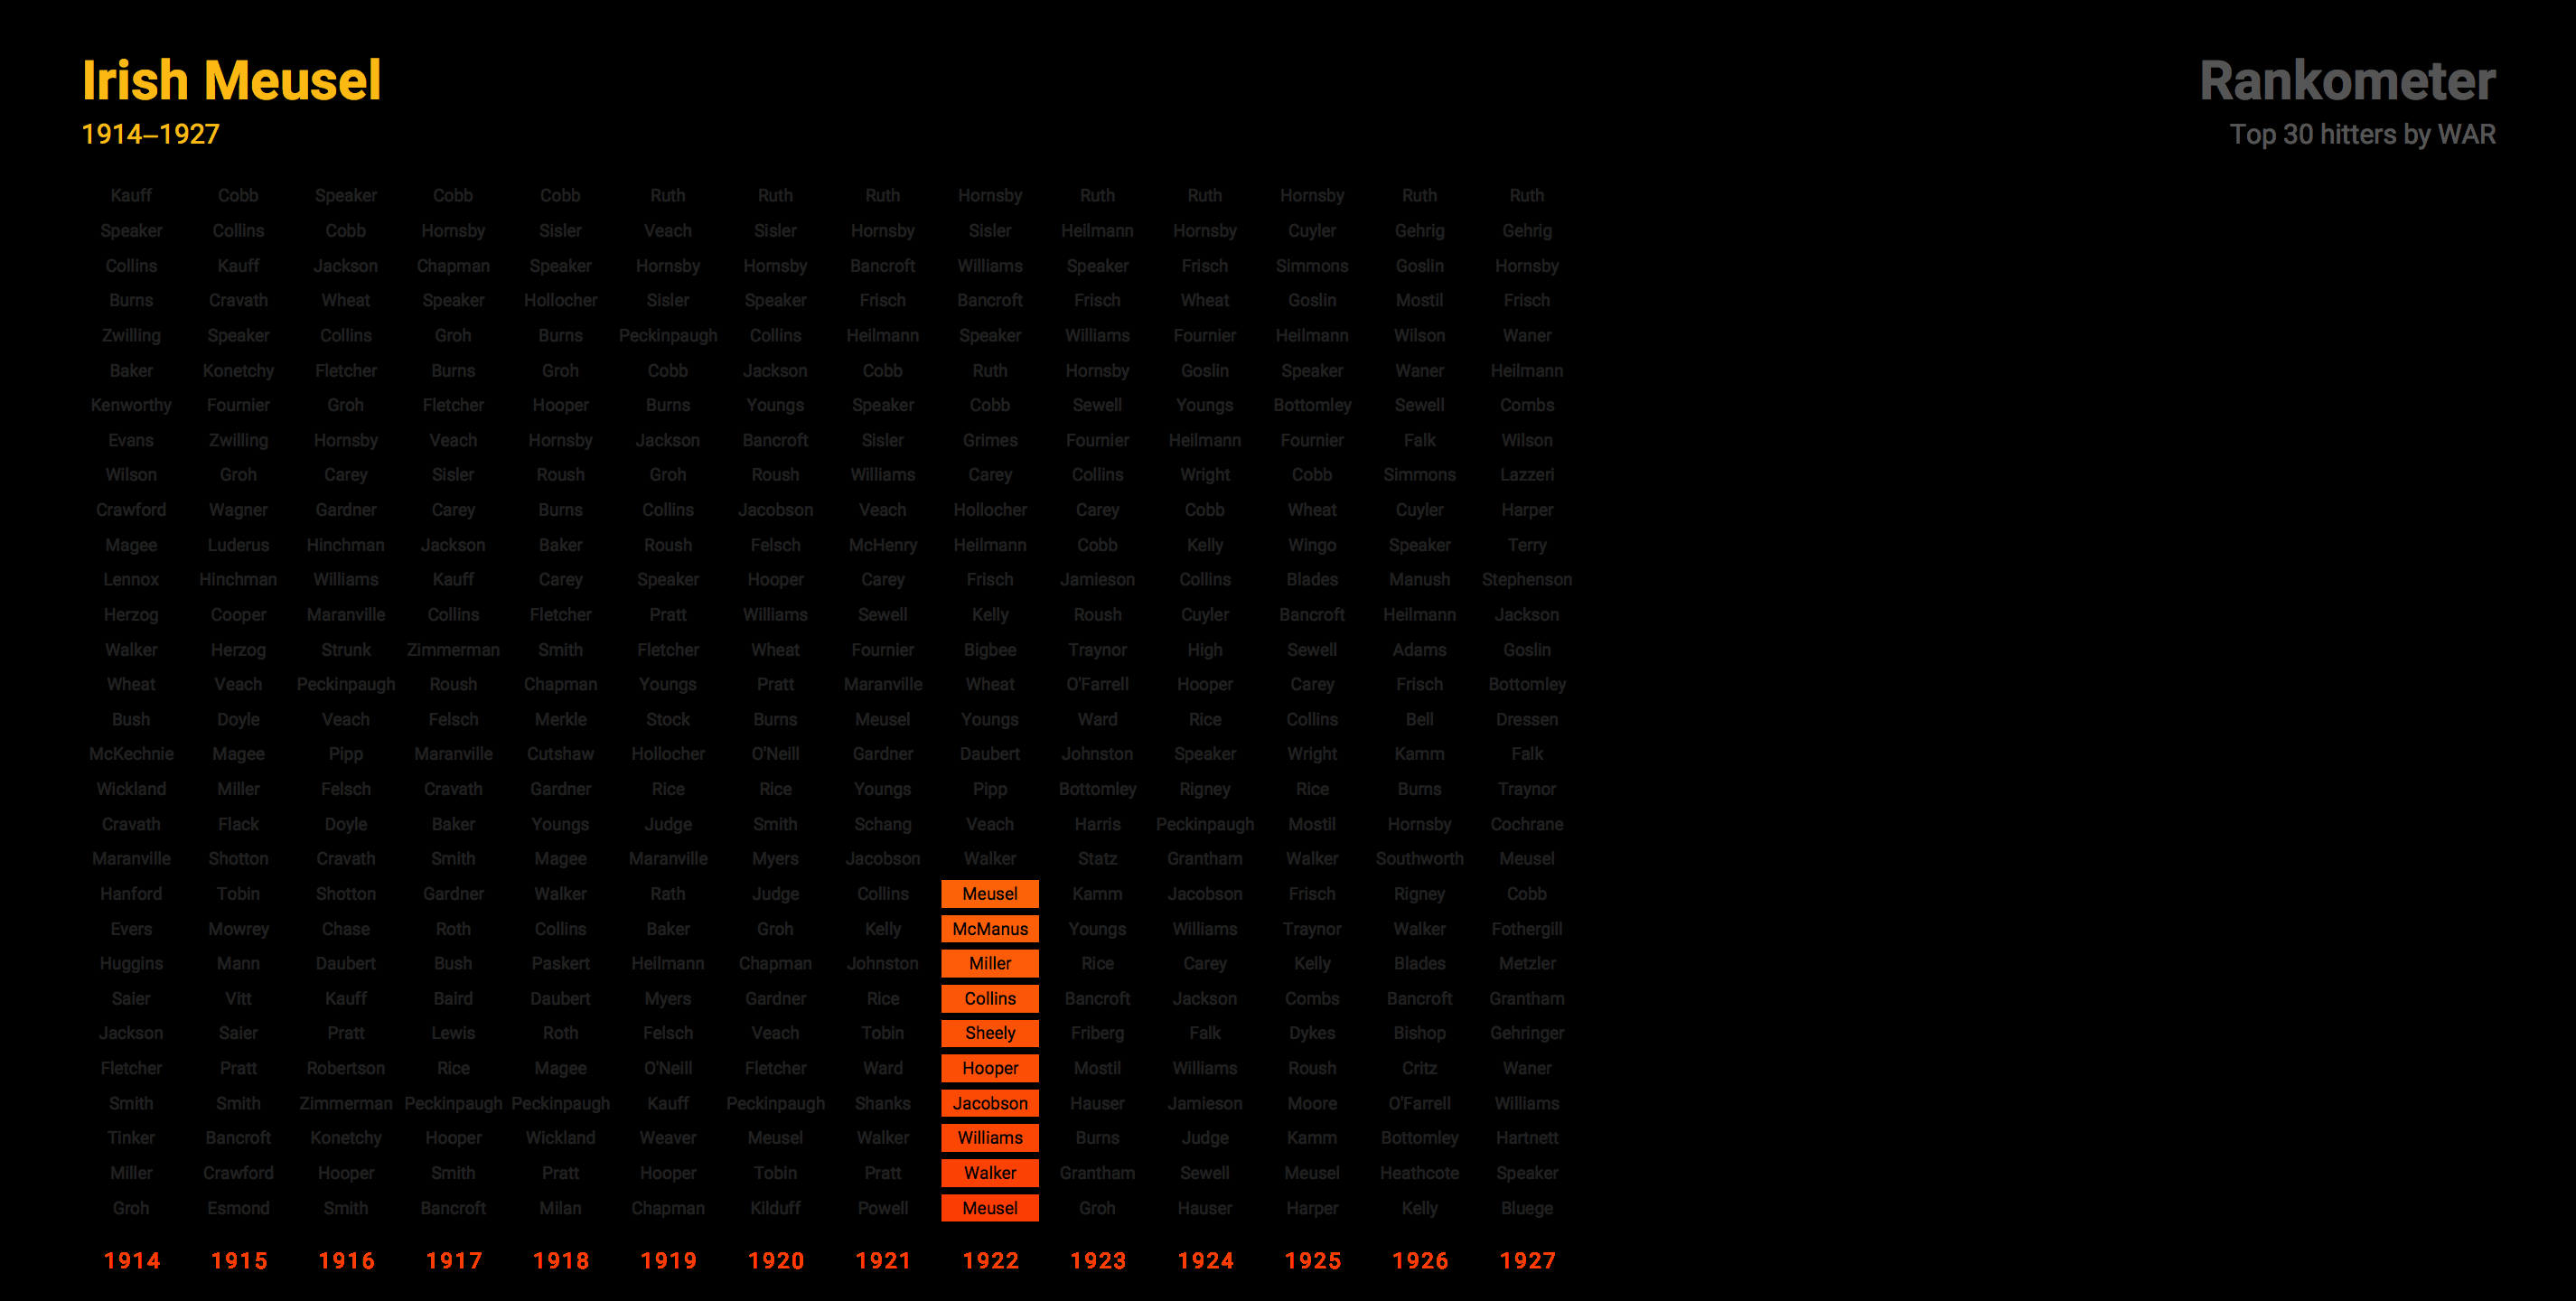 Irish Meusel
1914–1927
Rankometer
Top 30 hitters by WAR
Kauff Cobb Speaker Cobb Cobb Ruth Ruth Ruth Hornsby Ruth Ruth Hornsby Ruth Ruth
Speaker Collins Cobb Hornsby Sisler Veach Sisler Hornsby Sisler Heilmann Hornsby Cuyler Gehrig Gehrig
Collins Kauff Jackson Chapman Speaker Hornsby Hornsby Bancroft Williams Speaker Frisch Simmons Goslin Hornsby
Burns Cravath Wheat Speaker Hollocher Sisler Speaker Frisch Bancroft Frisch Wheat Goslin Mostil Frisch
Zwilling Speaker Collins Groh Burns Peckinpaugh Collins Heilmann Speaker Williams Fournier Heilmann Wilson Waner
Baker Konetchy Fletcher Burns Groh Cobb Jackson Cobb Ruth Hornsby Goslin Speaker Waner Heilmann
Kenworthy Fournier Groh Fletcher Hooper Burns Youngs Speaker Cobb Sewell Youngs Bottomley Sewell Combs
Evans Zwilling Hornsby Veach Hornsby Jackson Bancroft Sisler Grimes Fournier Heilmann Fournier Falk Wilson
Wilson Groh Carey Sisler Roush Groh Roush Williams Carey Collins Wright Cobb Simmons Lazzeri
Crawford Wagner Gardner Carey Burns Collins Jacobson Veach Hollocher Carey Cobb Wheat Cuyler Harper
Magee Luderus Hinchman Jackson Baker Roush Felsch McHenry Heilmann Cobb Kelly Wingo Speaker Terry
Lennox Hinchman Williams Kauff Carey Speaker Hooper Carey Frisch Jamieson Collins Blades Manush Stephenson
Herzog Cooper Maranville Collins Fletcher Pratt Williams Sewell Kelly Roush Cuyler Bancroft Heilmann Jackson
Walker Herzog Strunk Zimmerman Smith Fletcher Wheat Fournier Bigbee Traynor High Sewell Adams Goslin
Wheat Veach Peckinpaugh Roush Chapman Youngs Pratt Maranville Wheat O'Farrell Hooper Carey Frisch Bottomley
Bush Doyle Veach Felsch Merkle Stock Burns Meusel Youngs Ward Rice Collins Bell Dressen
McKechnie Magee Pipp Maranville Cutshaw Hollocher O'Neill Gardner Daubert Johnston Speaker Wright Kamm Falk
Wickland Miller Felsch Cravath Gardner Rice Rice Youngs Pipp Bottomley Rigney Rice Burns Traynor
Cravath Flack Doyle Baker Youngs Judge Smith Schang Veach Harris Peckinpaugh Mostil Hornsby Cochrane
Maranville Shotton Cravath Smith Magee Maranville Myers Jacobson Walker Statz Grantham Walker Southworth Meusel
Hanford Tobin Shotton Gardner Walker Rath Judge Collins Meusel Kamm Jacobson Frisch Rigney Cobb
Evers Mowrey Chase Roth Collins Baker Groh Kelly McManus Youngs Williams Traynor Walker Fothergill
Huggins Mann Daubert Bush Paskert Heilmann Chapman Johnston Miller Rice Carey Kelly Blades Metzler
Saier Vitt Kauff Baird Daubert Myers Gardner Rice Collins Bancroft Jackson Combs Bancroft Grantham
Jackson Saier Pratt Lewis Roth Felsch Veach Tobin Sheely Friberg Falk Dykes Bishop Gehringer
Fletcher Pratt Robertson Rice Magee O'Neill Fletcher Ward Hooper Mostil Williams Roush Critz Waner
Smith Smith Zimmerman Peckinpaugh Peckinpaugh Kauff Peckinpaugh Shanks Jacobson Hauser Jamieson Moore O'Farrell Williams
Tinker Bancroft Konetchy Hooper Wickland Weaver Meusel Walker Williams Burns Judge Kamm Bottomley Hartnett
Miller Crawford Hooper Smith Pratt Hooper Tobin Pratt Walker Grantham Sewell Meusel Heathcote Speaker
Groh Esmond Smith Bancroft Milan Chapman Kilduff Powell Meusel Groh Hauser Harper Kelly Bluege
1914 1915 1916 1917 1918 1919 1920 1921 1922 1923 1924 1925 1926 1927